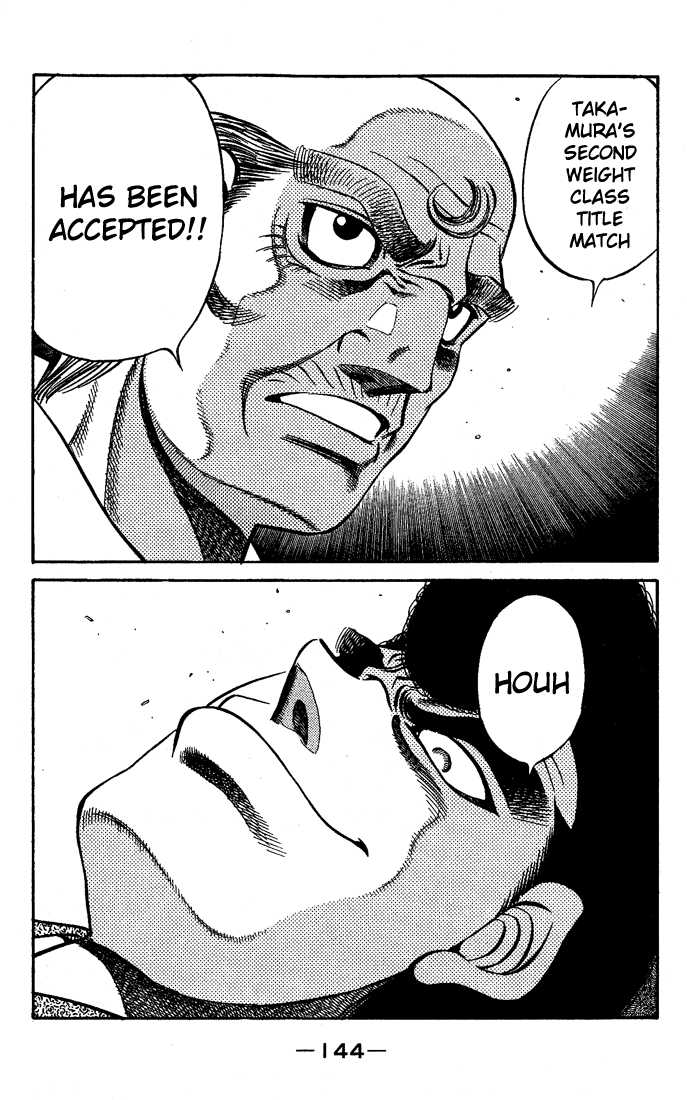 TAKA-
MURA'S
SECOND
WEIGHT
CLASS
TITLE
MATCH
HAS BEEN
ACCEPTED!!
HOUH
—144—